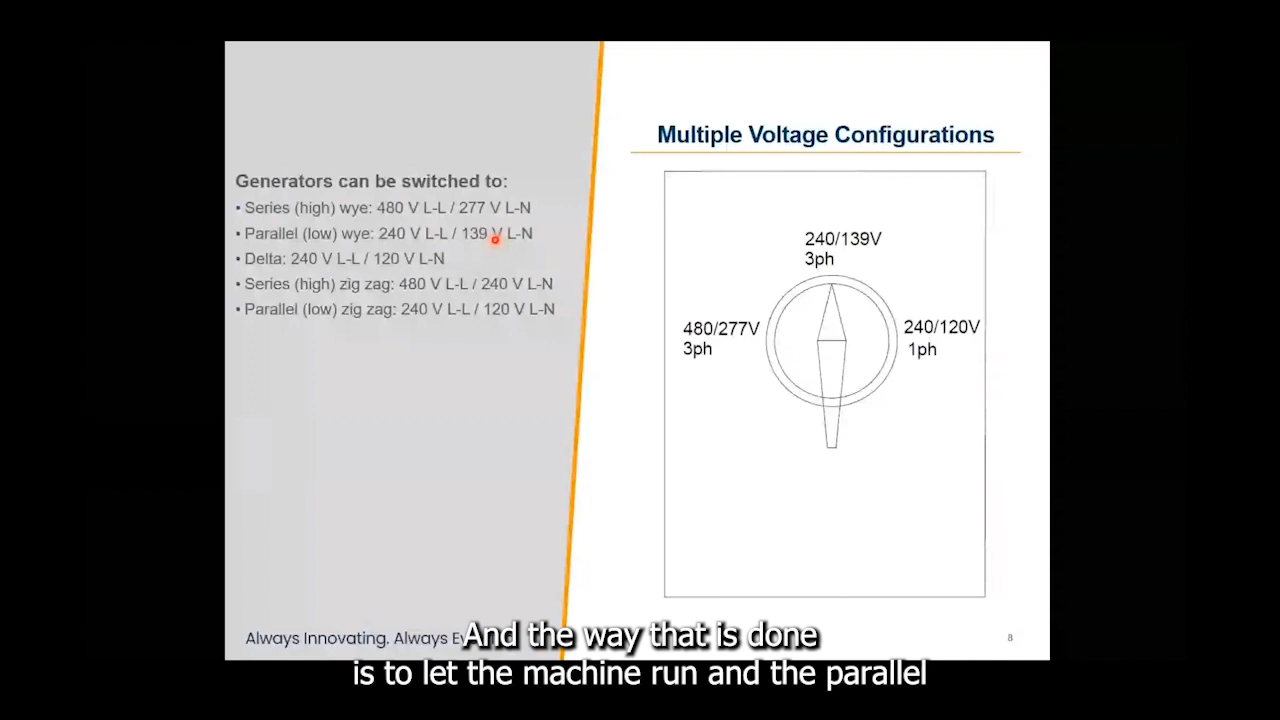 Multiple Voltage Configurations
Generators can be switched to:
• Series (high) wye: 480 V L-L / 277 V L-N
• Parallel (low) wye: 240 V L-L / 139 V L-N
• Delta: 240 V L-L / 120 V L-N
• Series (high) zig zag: 480 V L-L / 240 V L-N
• Parallel (low) zig zag: 240 V L-L / 120 V L-N
240/139V
3ph
480/277V
3ph
240/120V
1ph
Always Innovating. Always
8
And the way that is done
is to let the machine run and the parallel